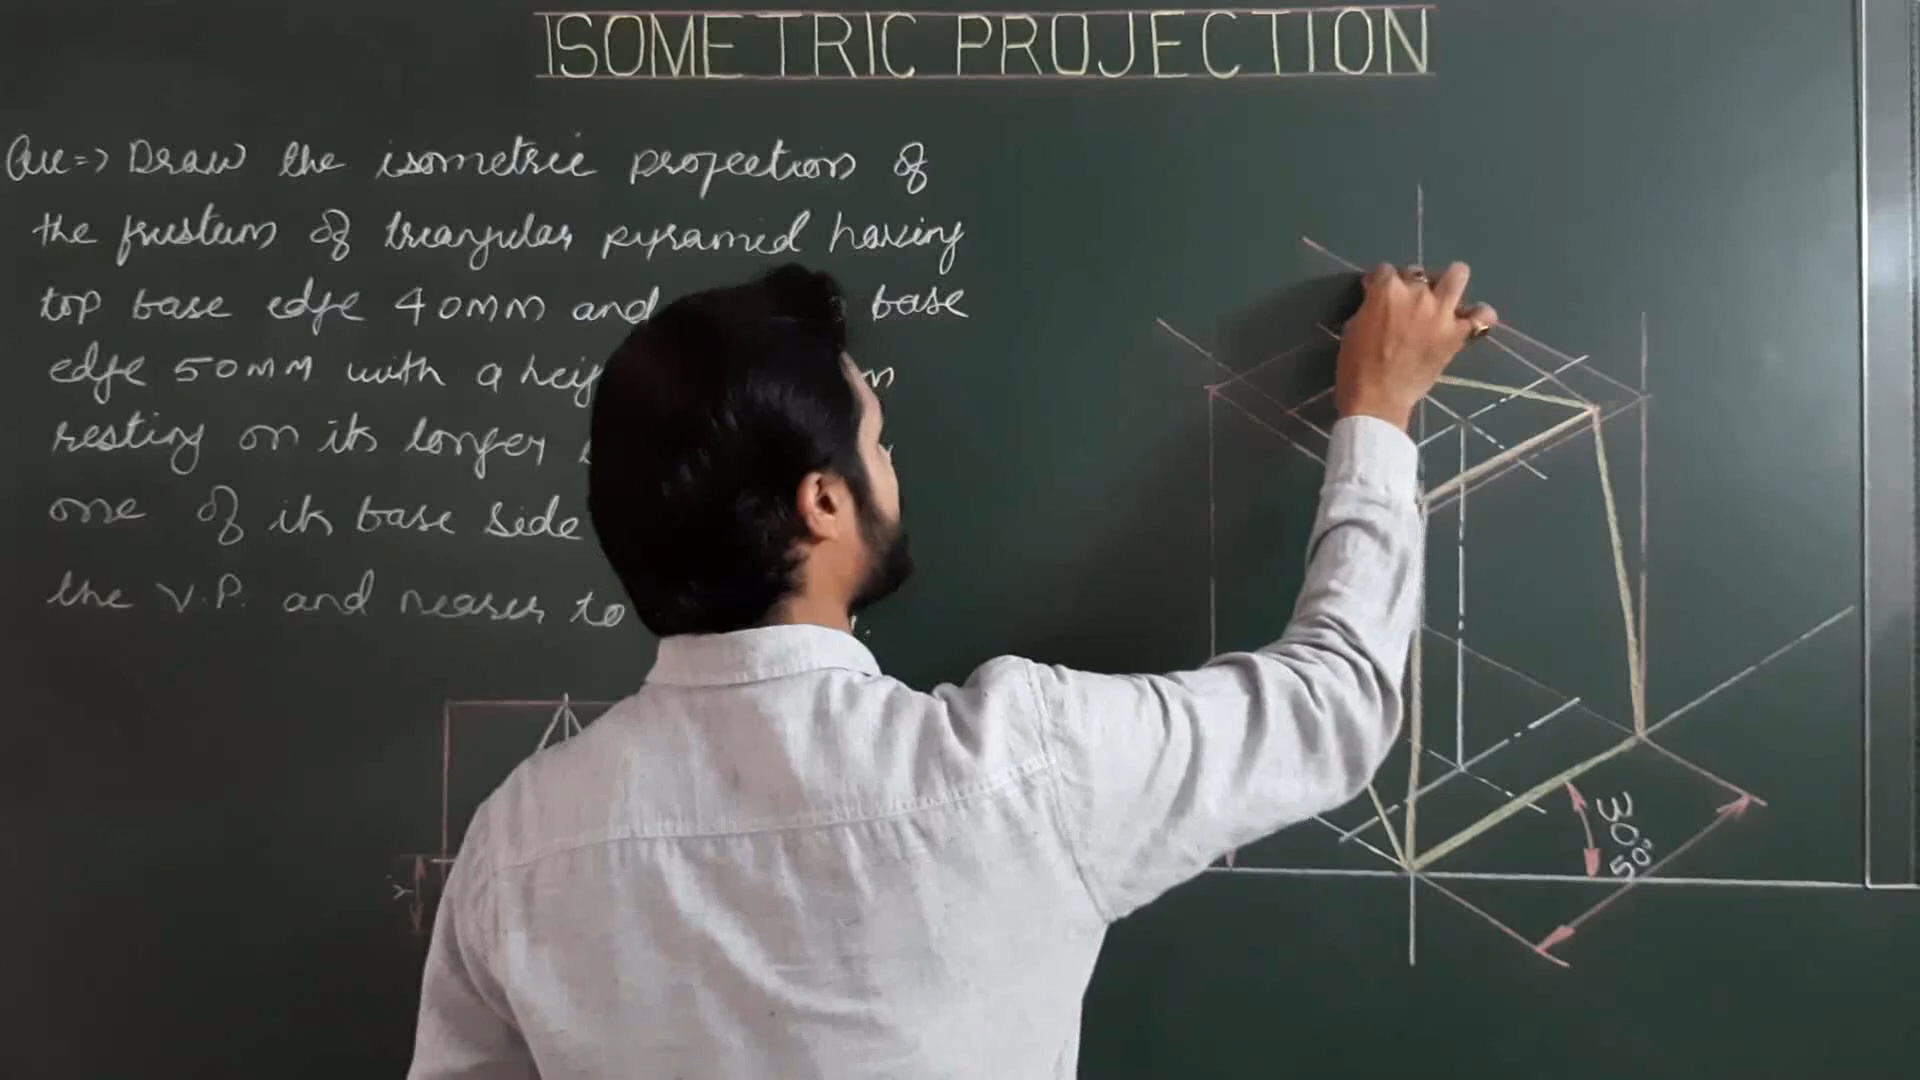 ISOMETRIC PROJECTION
Que=> Draw the isometric projection of
the frustum of triangular pyramid having
top base edge 40MM and base
edge 50MM with a heig
resting on its longer
one of its base side
the V.P. and nearer to
30°
50